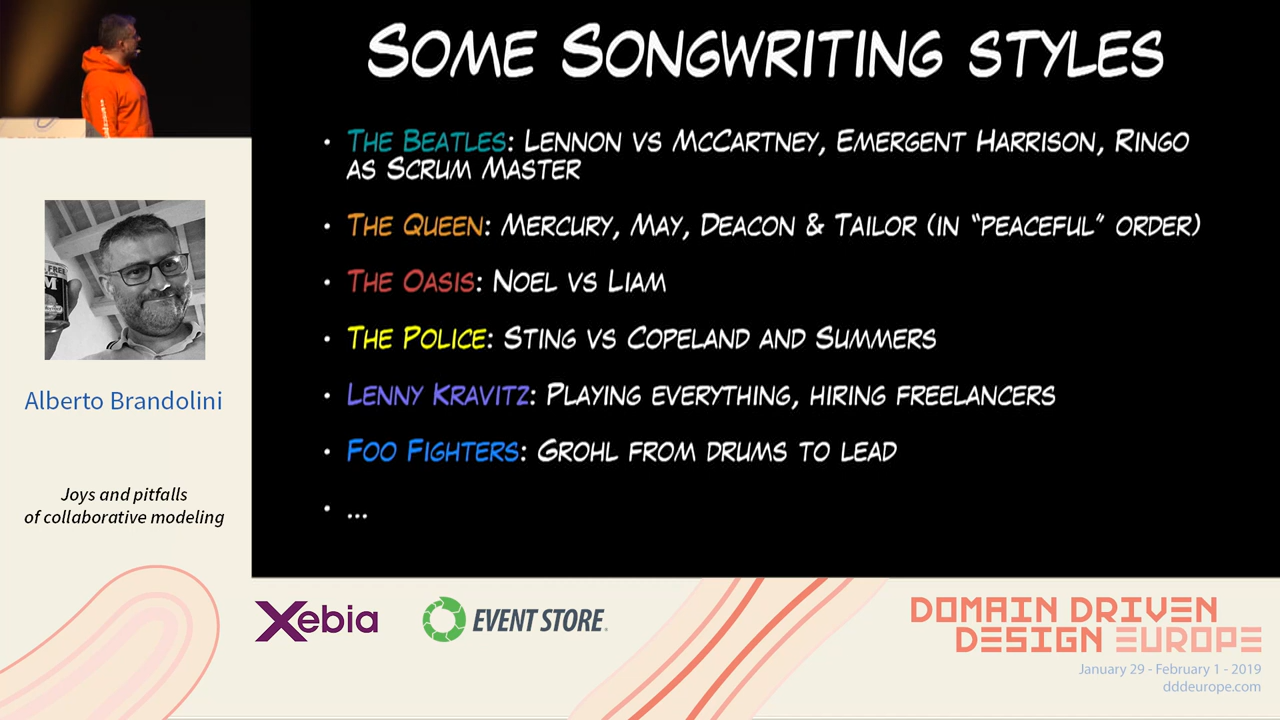 SOME SONGWRITING STYLES
• THE BEATLES: LENNON VS MCCARTNEY, EMERGENT HARRISON, RINGO
AS SCRUM MASTER
• THE QUEEN: MERCURY, MAY, DEACON & TAILOR (IN “PEACEFUL” ORDER)
• THE OASIS: NOEL VS LIAM
• THE POLICE: STING VS COPELAND AND SUMMERS
• LENNY KRAVITZ: PLAYING EVERYTHING, HIRING FREELANCERS
• FOO FIGHTERS: GROHL FROM DRUMS TO LEAD
• ...
FREE
M
Alberto Brandolini
Joys and pitfalls
of collaborative modeling
Xebia
EVENT STORE
DOMAIN DRIVEN
DESIGN EUROPE
January 29 - February 1 - 2019
dddeurope.com